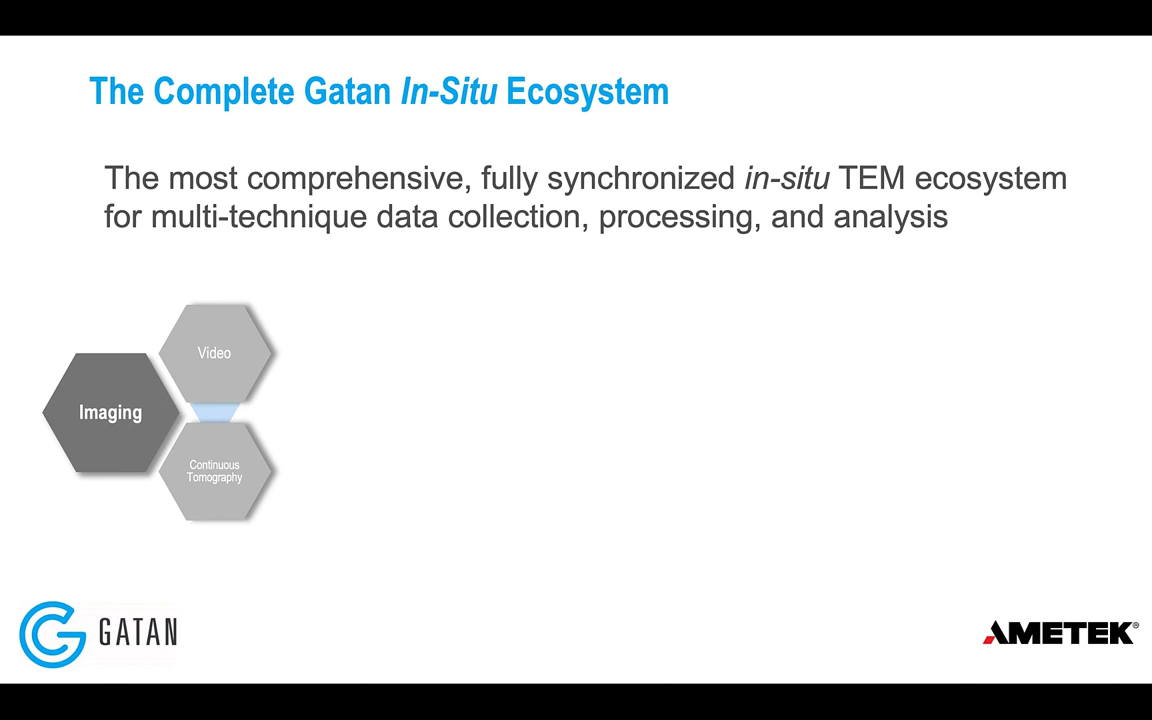 The Complete Gatan In-Situ Ecosystem
The most comprehensive, fully synchronized in-situ TEM ecosystem
for multi-technique data collection, processing, and analysis
Video
Imaging
Continuous
Tomography
GATAN
AMETEK®